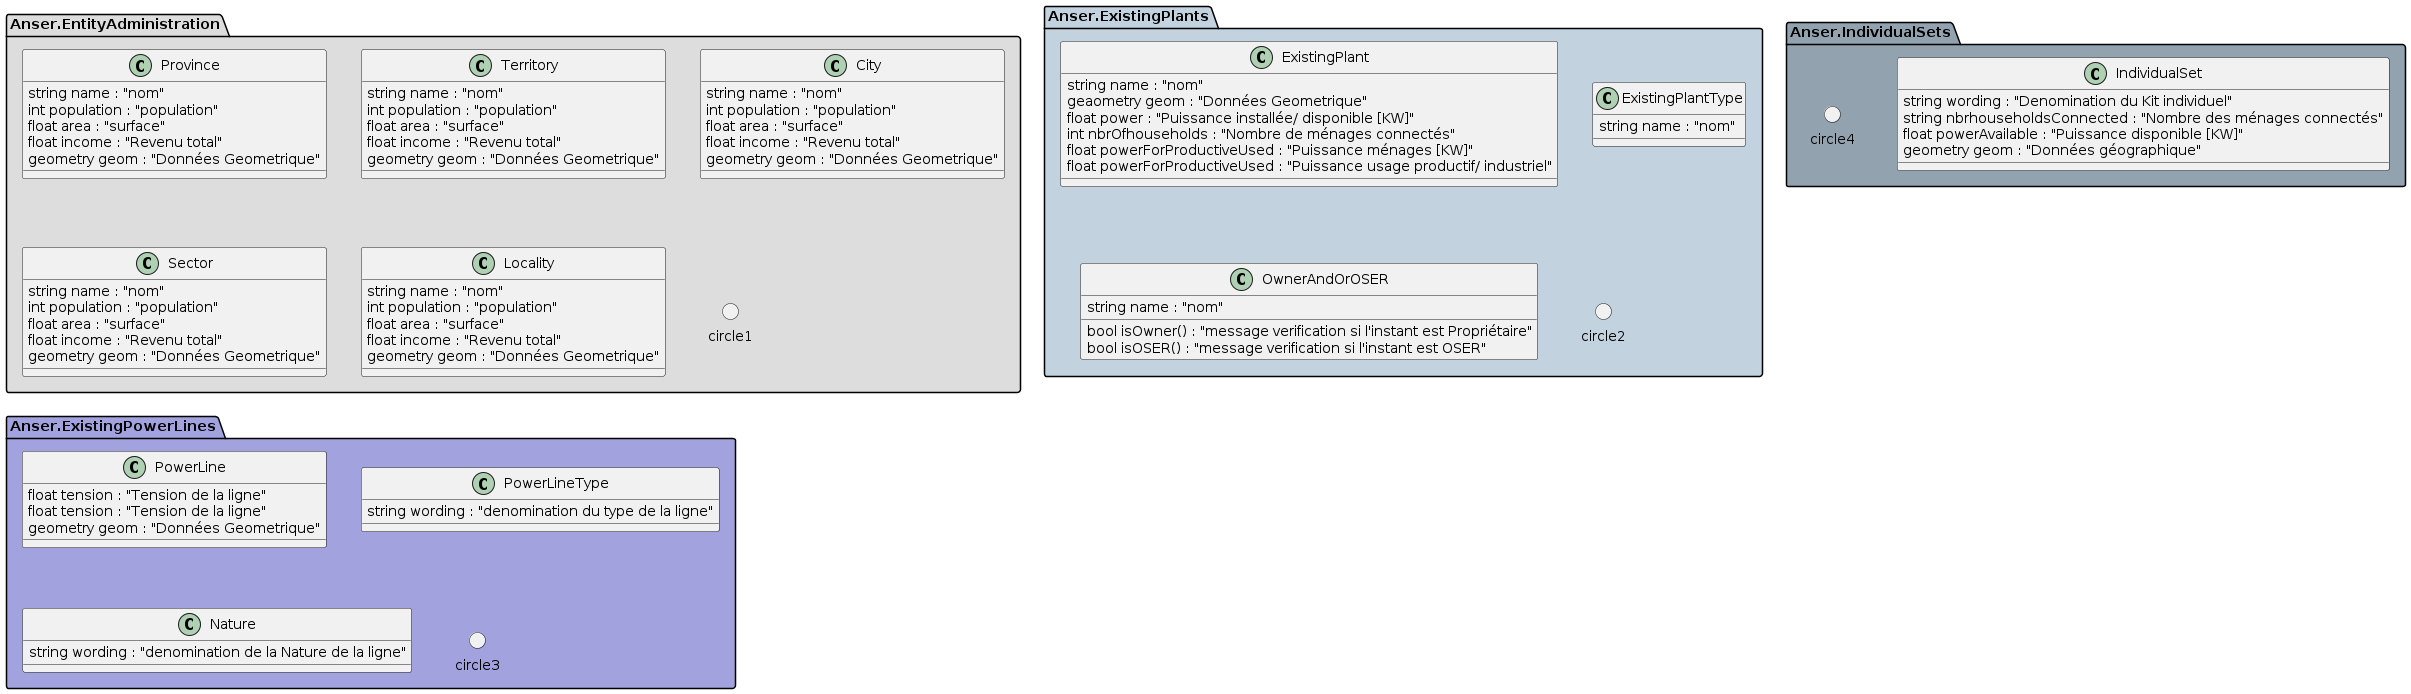 Anser.EntityAdministration
C Province
string name : "nom"
int population : "population"
float area : "surface"
float income : "Revenu total"
geometry geom : "Données Geometrique"
C Territory
string name : "nom"
int population : "population"
float area : "surface"
float income : "Revenu total"
geometry geom : "Données Geometrique"
C City
string name : "nom"
int population : "population"
float area : "surface"
float income : "Revenu total"
geometry geom : "Données Geometrique"
C Sector
string name : "nom"
int population : "population"
float area : "surface"
float income : "Revenu total"
geometry geom : "Données Geometrique"
C Locality
string name : "nom"
int population : "population"
float area : "surface"
float income : "Revenu total"
geometry geom : "Données Geometrique"
circle1
Anser.ExistingPlants
C ExistingPlant
string name : "nom"
geaometry geom : "Données Geometrique"
float power : "Puissance installée/ disponible [KW]"
int nbrOfhouseholds : "Nombre de ménages connectés"
float powerForProductiveUsed : "Puissance ménages [KW]"
float powerForProductiveUsed : "Puissance usage productif/ industriel"
C ExistingPlantType
string name : "nom"
C OwnerAndOrOSER
string name : "nom"
bool isOwner() : "message verification si l'instant est Propriétaire"
bool isOSER() : "message verification si l'instant est OSER"
circle2
Anser.IndividualSets
circle4
C IndividualSet
string wording : "Denomination du Kit individuel"
string nbrhouseholdsConnected : "Nombre des ménages connectés"
float powerAvailable : "Puissance disponible [KW]"
geometry geom : "Données géographique"
Anser.ExistingPowerLines
C PowerLine
float tension : "Tension de la ligne"
float tension : "Tension de la ligne"
geometry geom : "Données Geometrique"
C PowerLineType
string wording : "denomination du type de la ligne"
C Nature
string wording : "denomination de la Nature de la ligne"
circle3